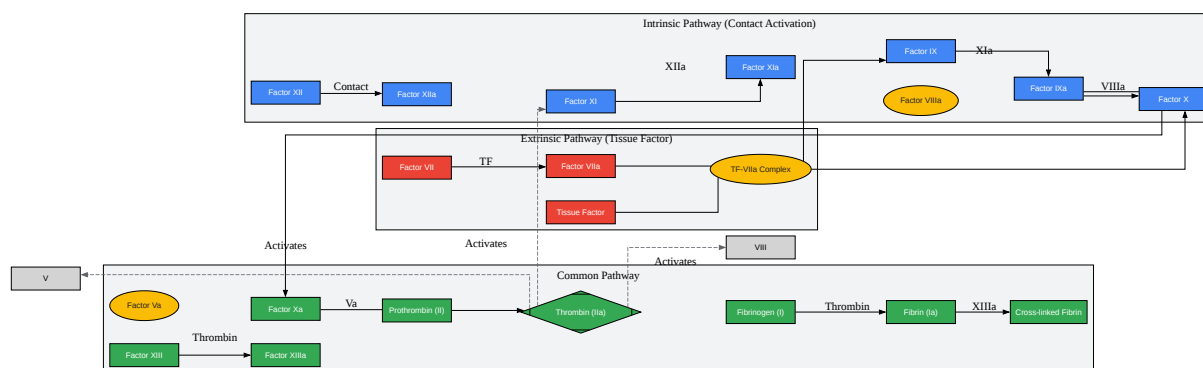 Intrinsic Pathway (Contact Activation)
Factor XII
Contact
Factor XIIa
Factor XI
XIIa
Factor XIa
Factor IX
XIa
Factor VIIIa
Factor IXa
VIIIa
Factor X
Extrinsic Pathway (Tissue Factor)
Factor VII
TF
Factor VIIa
TF-VIIa Complex
Tissue Factor
Activates
Activates
Activates
V
VIII
Common Pathway
Factor Va
Factor Xa
Va
Prothrombin (II)
Thrombin (IIa)
Fibrinogen (I)
Thrombin
Fibrin (Ia)
XIIIa
Cross-linked Fibrin
Factor XIII
Thrombin
Factor XIIIa